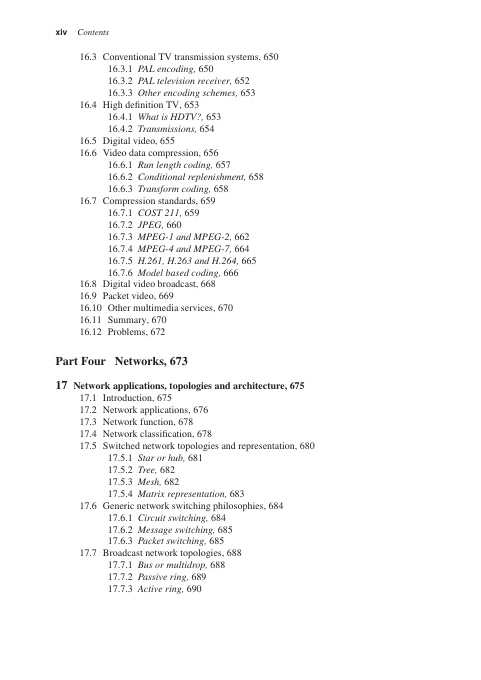 xiv Contents
16.3 Conventional TV transmission systems, 650
16.3.1 PAL encoding, 650
16.3.2 PAL television receiver, 652
16.3.3 Other encoding schemes, 653
16.4 High definition TV, 653
16.4.1 What is HDTV?, 653
16.4.2 Transmissions, 654
16.5 Digital video, 655
16.6 Video data compression, 656
16.6.1 Run length coding, 657
16.6.2 Conditional replenishment, 658
16.6.3 Transform coding, 658
16.7 Compression standards, 659
16.7.1 COST 211, 659
16.7.2 JPEG, 660
16.7.3 MPEG-1 and MPEG-2, 662
16.7.4 MPEG-4 and MPEG-7, 664
16.7.5 H.261, H.263 and H.264, 665
16.7.6 Model based coding, 666
16.8 Digital video broadcast, 668
16.9 Packet video, 669
16.10 Other multimedia services, 670
16.11 Summary, 670
16.12 Problems, 672
Part Four Networks, 673
17 Network applications, topologies and architecture, 675
17.1 Introduction, 675
17.2 Network applications, 676
17.3 Network function, 678
17.4 Network classification, 678
17.5 Switched network topologies and representation, 680
17.5.1 Star or hub, 681
17.5.2 Tree, 682
17.5.3 Mesh, 682
17.5.4 Matrix representation, 683
17.6 Generic network switching philosophies, 684
17.6.1 Circuit switching, 684
17.6.2 Message switching, 685
17.6.3 Packet switching, 685
17.7 Broadcast network topologies, 688
17.7.1 Bus or multidrop, 688
17.7.2 Passive ring, 689
17.7.3 Active ring, 690